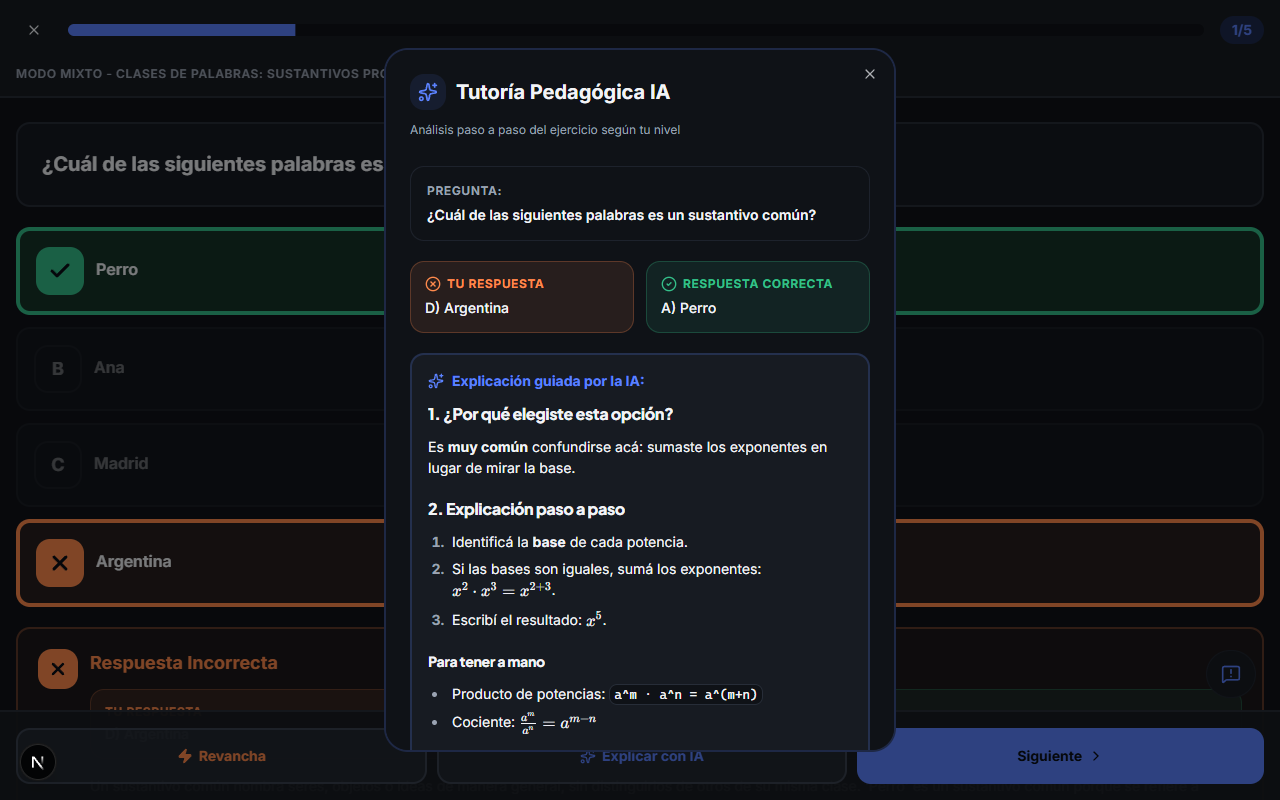 1/5
MODO MIXTO - CLASES DE PALABRAS: SUSTANTIVOS
¿Cuál de las siguientes palabras es
Perro
B
Ana
C
Madrid
Argentina
Respuesta Incorrecta
TU RESPUESTA
Revancha
Explicar con IA
Siguiente
N
Tutoría Pedagógica IA
Análisis paso a paso del ejercicio según tu nivel
PREGUNTA:
¿Cuál de las siguientes palabras es un sustantivo común?
TU RESPUESTA
D) Argentina
RESPUESTA CORRECTA
A) Perro
Explicación guiada por la IA:
1. ¿Por qué elegiste esta opción?
Es muy común confundirse acá: sumaste los exponentes en
lugar de mirar la base.
2. Explicación paso a paso
1. Identificá la base de cada potencia.
2. Si las bases son iguales, sumá los exponentes:
x² · x³ = x²⁺³.
3. Escribí el resultado: x⁵.
Para tener a mano
• Producto de potencias: a^m · a^n = a^(m+n)
• Cociente: a^m/a^n = a^m−n